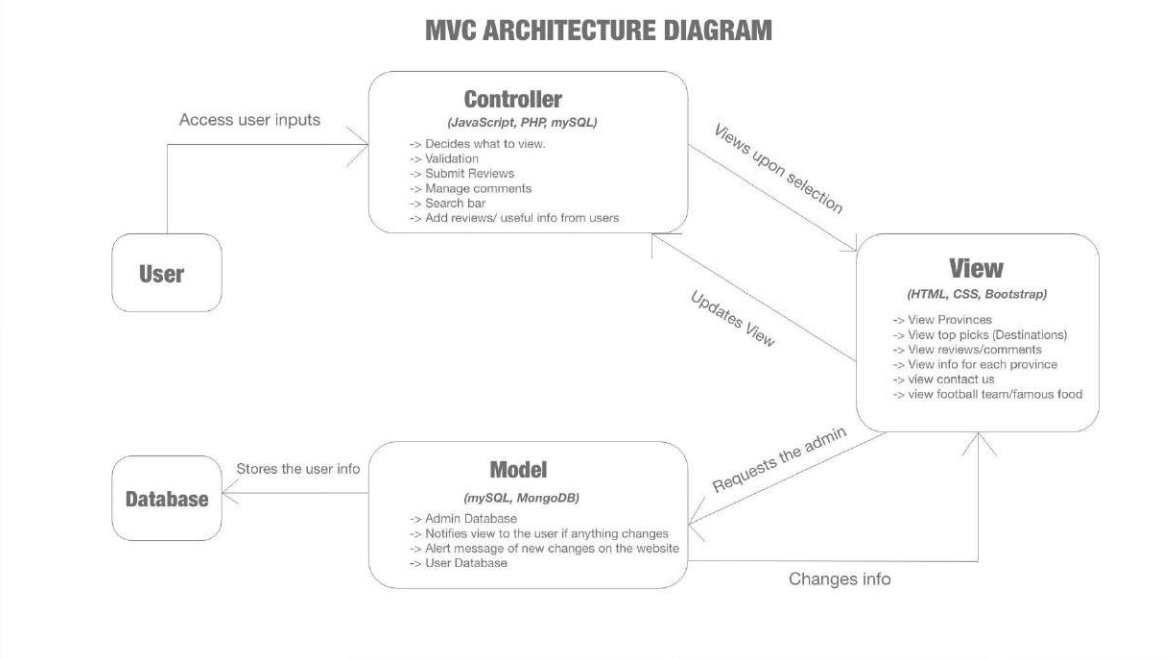 MVC ARCHITECTURE DIAGRAM
Controller
(JavaScript, PHP, mySQL)
-> Decides what to view.
-> Validation
-> Submit Reviews
-> Manage comments
-> Search bar
-> Add reviews/ useful info from users
Access user inputs
Views upon selection
User
View
(HTML, CSS, Bootstrap)
-> View Provinces
-> View top picks (Destinations)
-> View reviews/comments
-> View info for each province
-> view contact us
-> view football team/famous food
Updates View
Requests the admin
Database
Stores the user info
Model
(mySQL, MongoDB)
-> Admin Database
-> Notifies view to the user if anything changes
-> Alert message of new changes on the website
-> User Database
Changes info